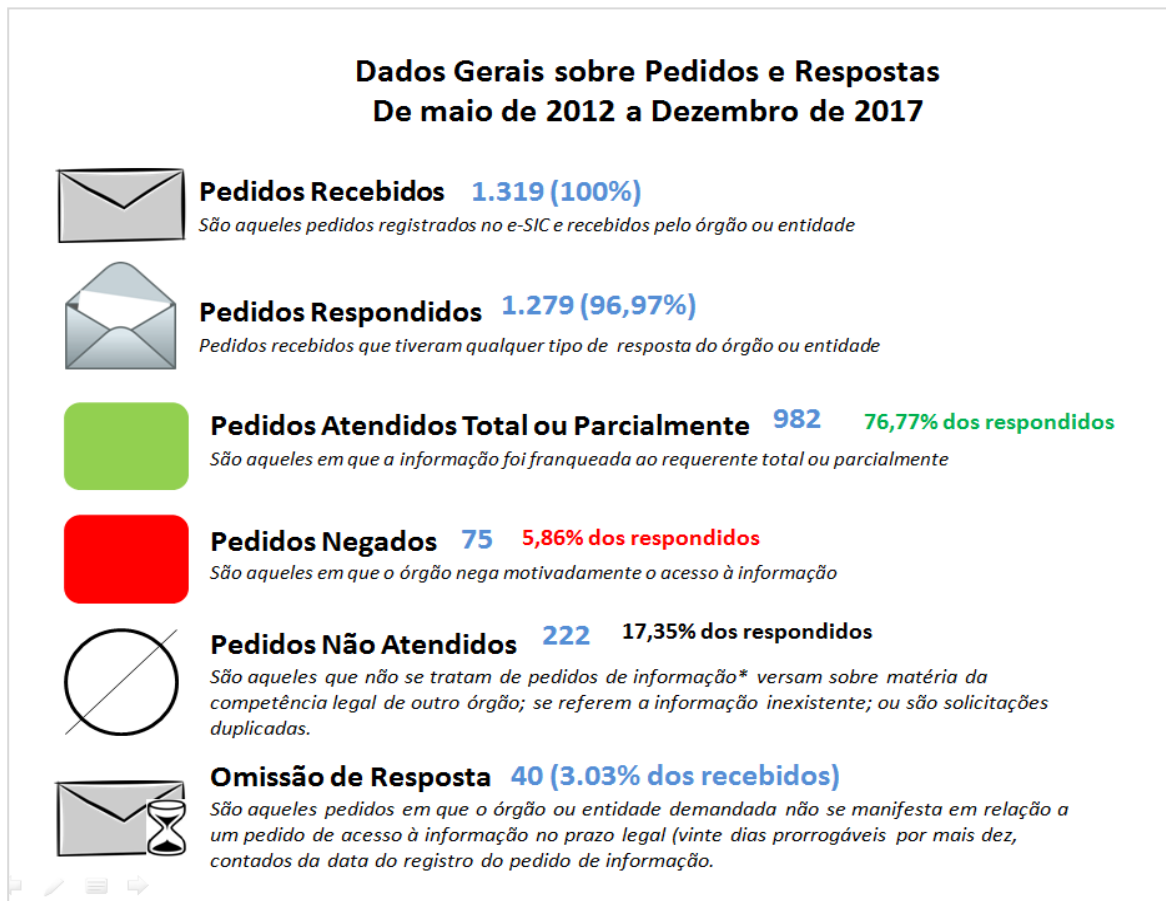 Dados Gerais sobre Pedidos e Respostas
De maio de 2012 a Dezembro de 2017
Pedidos Recebidos 1.319 (100%)
São aqueles pedidos registrados no e-SIC e recebidos pelo órgão ou entidade
Pedidos Respondidos 1.279 (96,97%)
Pedidos recebidos que tiveram qualquer tipo de resposta do órgão ou entidade
Pedidos Atendidos Total ou Parcialmente 982 76,77% dos respondidos
São aqueles em que a informação foi franqueada ao requerente total ou parcialmente
Pedidos Negados 75 5,86% dos respondidos
São aqueles em que o órgão nega motivadamente o acesso à informação
Pedidos Não Atendidos 222 17,35% dos respondidos
São aqueles que não se tratam de pedidos de informação* versam sobre matéria da
competência legal de outro órgão; se referem a informação inexistente; ou são solicitações
duplicadas.
Omissão de Resposta 40 (3.03% dos recebidos)
São aqueles pedidos em que o órgão ou entidade demandada não se manifesta em relação a
um pedido de acesso à informação no prazo legal (vinte dias prorrogáveis por mais dez,
contados da data do registro do pedido de informação.